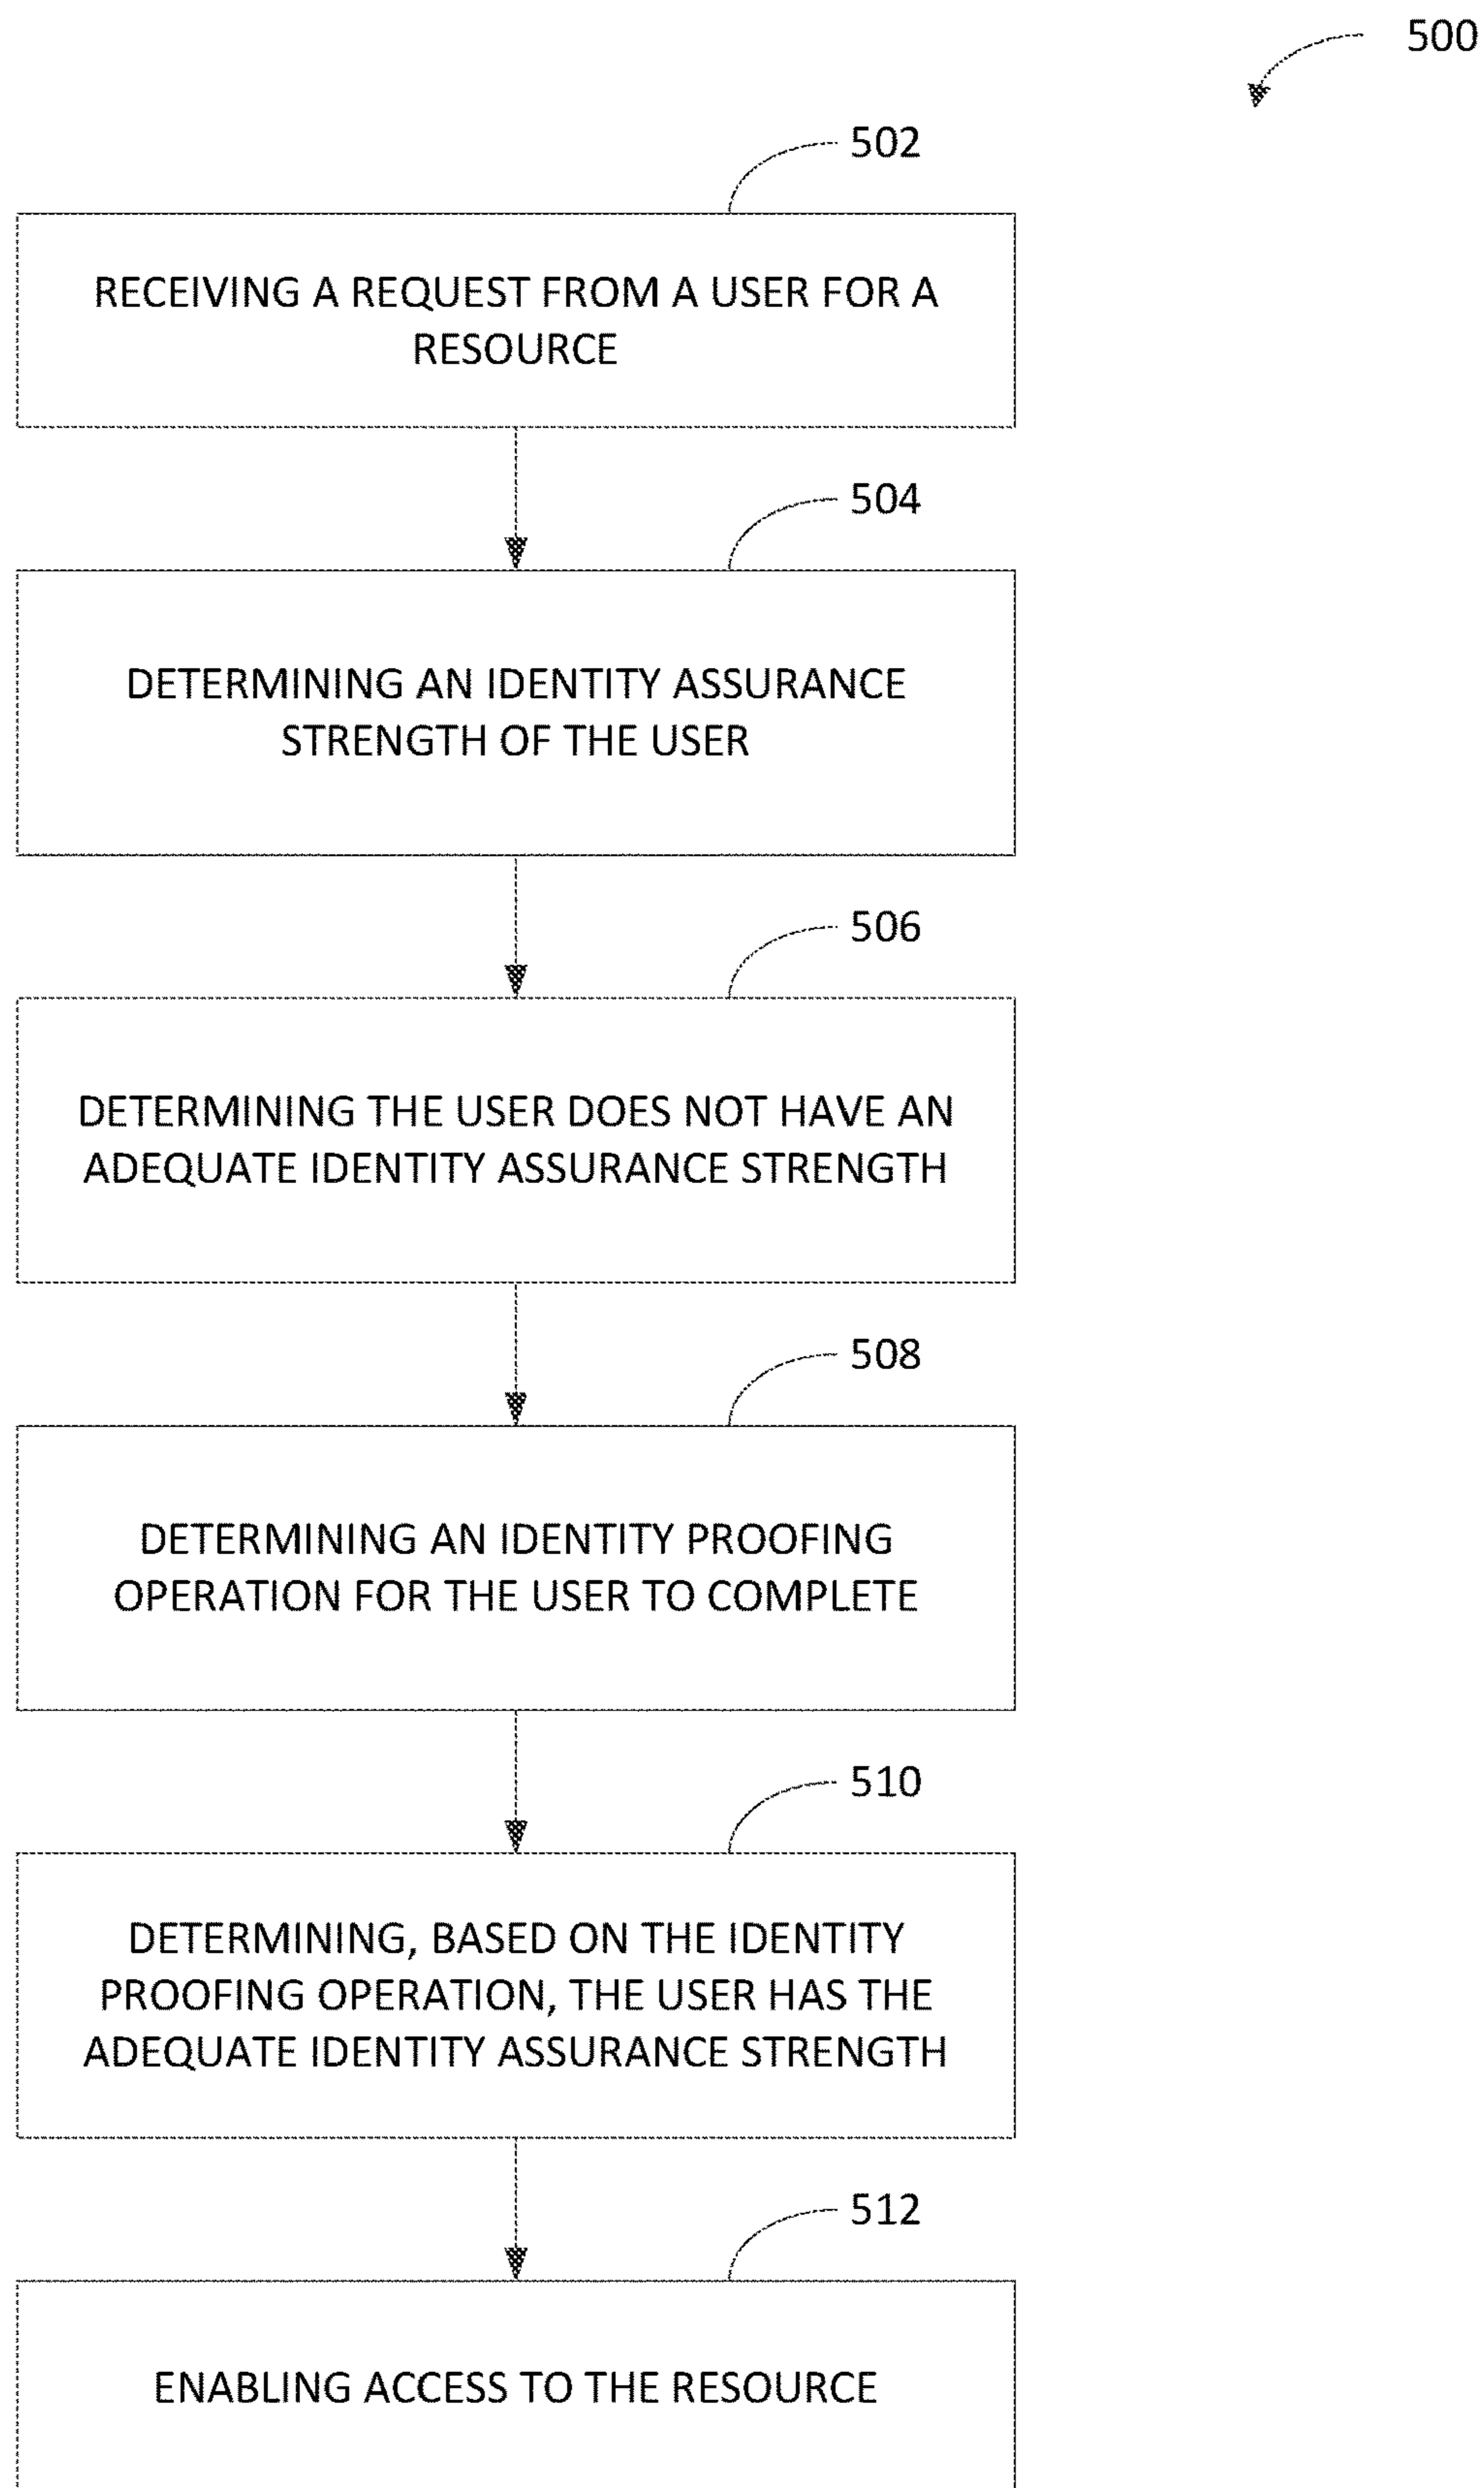 500
502
RECEIVING A REQUEST FROM A USER FOR A
RESOURCE
504
DETERMINING AN IDENTITY ASSURANCE
STRENGTH OF THE USER
506
DETERMINING THE USER DOES NOT HAVE AN
ADEQUATE IDENTITY ASSURANCE STRENGTH
508
DETERMINING AN IDENTITY PROOFING
OPERATION FOR THE USER TO COMPLETE
510
DETERMINING, BASED ON THE IDENTITY
PROOFING OPERATION, THE USER HAS THE
ADEQUATE IDENTITY ASSURANCE STRENGTH
512
ENABLING ACCESS TO THE RESOURCE